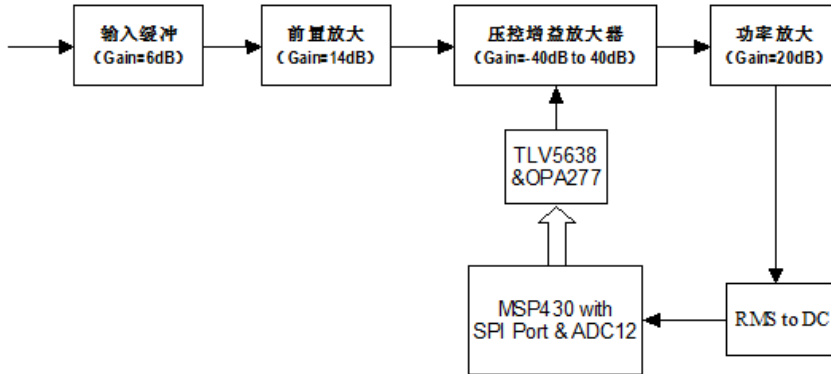 输入缓冲
（Gain=6dB）
前置放大
（Gain=14dB）
压控增益放大器
（Gain=-40dB to 40dB）
功率放大
（Gain=20dB）
TLV5638
&OPA277
MSP430 with
SPI Port & ADC12
RMS to DC